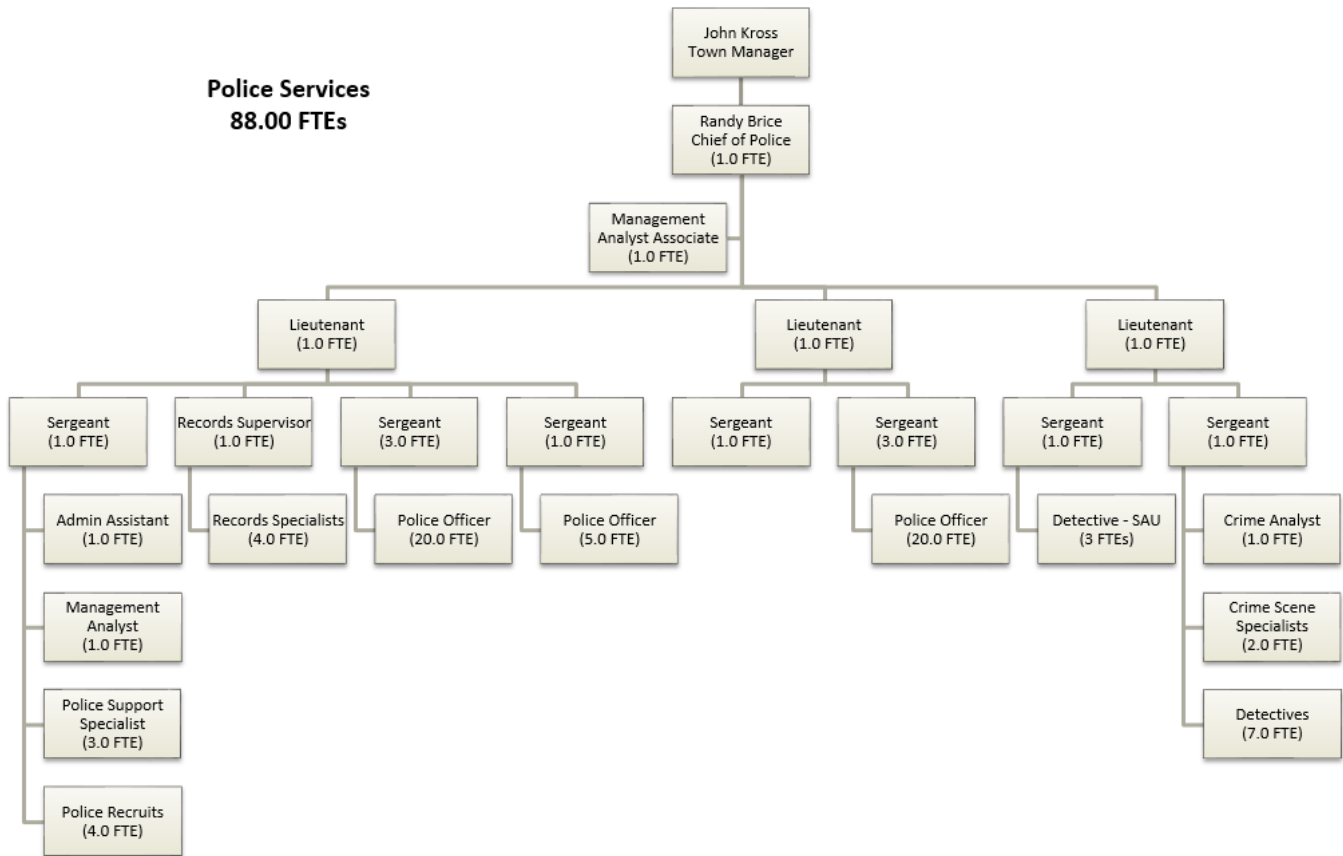 John Kross
Town Manager
Police Services
88.00 FTEs
Randy Brice
Chief of Police
(1.0 FTE)
Management
Analyst Associate
(1.0 FTE)
Lieutenant
(1.0 FTE)
Lieutenant
(1.0 FTE)
Lieutenant
(1.0 FTE)
Sergeant
(1.0 FTE)
Records Supervisor
(1.0 FTE)
Sergeant
(3.0 FTE)
Sergeant
(1.0 FTE)
Sergeant
(1.0 FTE)
Sergeant
(3.0 FTE)
Sergeant
(1.0 FTE)
Sergeant
(1.0 FTE)
Admin Assistant
(1.0 FTE)
Records Specialists
(4.0 FTE)
Police Officer
(20.0 FTE)
Police Officer
(5.0 FTE)
Police Officer
(20.0 FTE)
Detective - SAU
(3 FTEs)
Crime Analyst
(1.0 FTE)
Management
Analyst
(1.0 FTE)
Crime Scene
Specialists
(2.0 FTE)
Police Support
Specialist
(3.0 FTE)
Detectives
(7.0 FTE)
Police Recruits
(4.0 FTE)